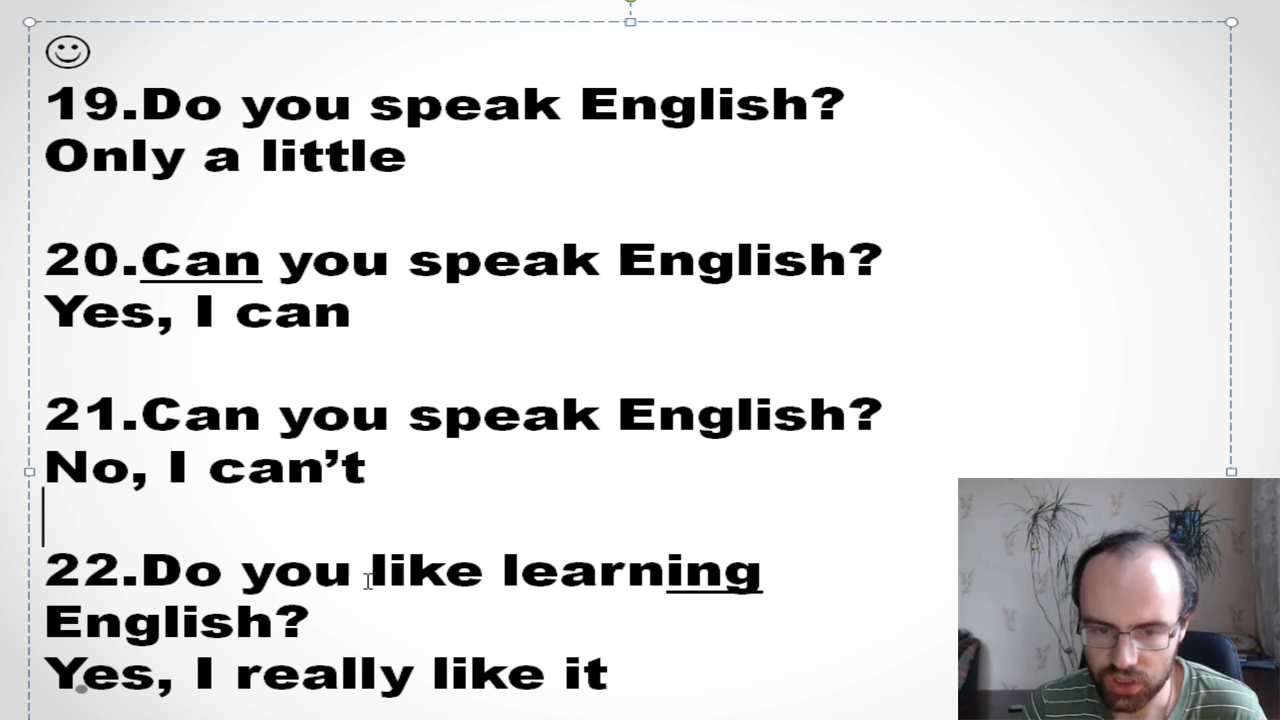 19.Do you speak English?
Only a little
20.Can you speak English?
Yes, I can
21.Can you speak English?
No, I can’t
22.Do you like learning
English?
Yes, I really like it